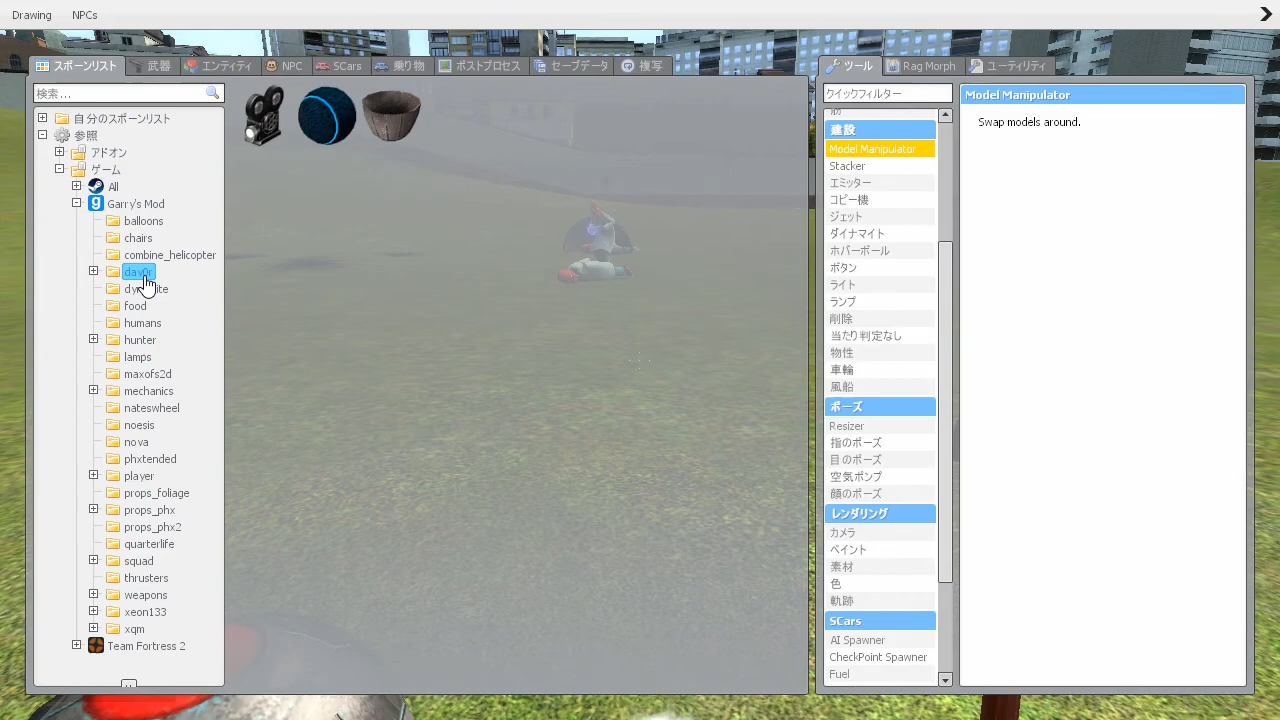 Drawing NPCs
スポーンリスト 武器 エンティティ NPC SCars 乗り物 ポストプロセス セーブデータ 複写
ツール Rag Morph ユーティリティ
検索...
自分のスポーンリスト
参照
アドオン
ゲーム
All
Garry's Mod
balloons
chairs
combine_helicopter
dav0r
food
humans
hunter
lamps
maxofs2d
mechanics
nateswheel
noesis
nova
phxtended
player
props_foliage
props_phx
props_phx2
quarterlife
squad
thrusters
weapons
xeon133
xqm
Team Fortress 2
クイックフィルター
建設
Model Manipulator
Stacker
エミッター
コピー機
ジェット
ダイナマイト
ホバーボール
ボタン
ライト
ランプ
削除
当たり判定なし
物性
車輪
風船
ポーズ
Resizer
指のポーズ
目のポーズ
空気ポンプ
顔のポーズ
レンダリング
カメラ
ペイント
素材
色
軌跡
SCars
AI Spawner
CheckPoint Spawner
Fuel
Model Manipulator
Swap models around.